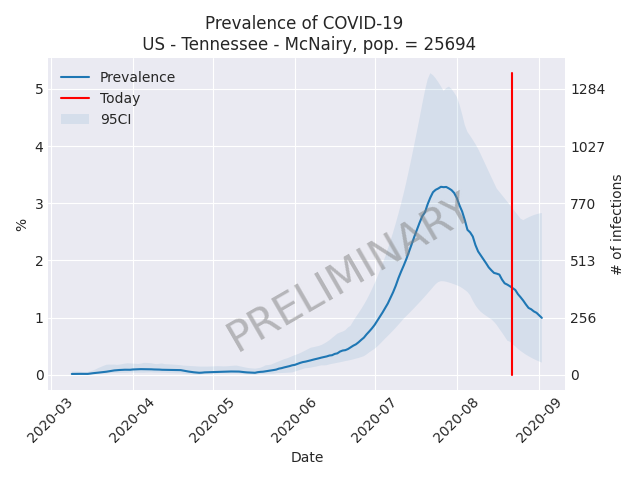 Prevalence of COVID-19
US - Tennessee - McNairy, pop. = 25694
Prevalence
Today
95CI
PRELIMINARY
%
5
4
3
2
1
0
1284
1027
770
513
256
0
# of infections
2020-03
2020-04
2020-05
2020-06
2020-07
2020-08
2020-09
Date